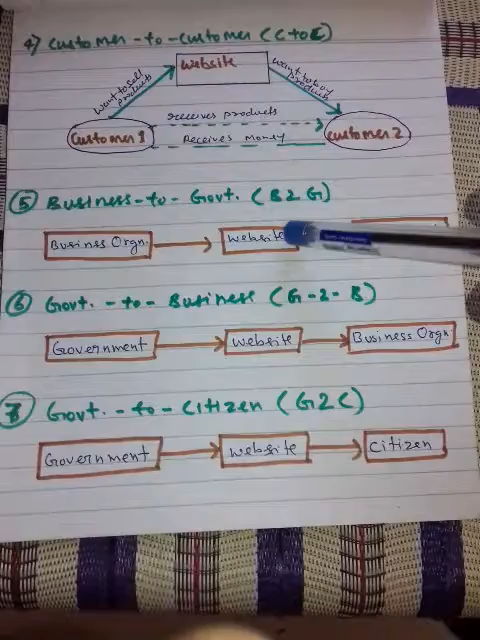 4) Customer-to-Customer (C to C)
Website
Want to sell
products
Want to buy
products
receives products
Customer 1
Customer 2
Receives Money
5 Business-to-Govt. (B2G)
Business Orgn.
Website
6 Govt.-to-Business (G-2-B)
Government
Website
Business Orgn.
7 Govt.-to-Citizen (G2C)
Government
Website
Citizen